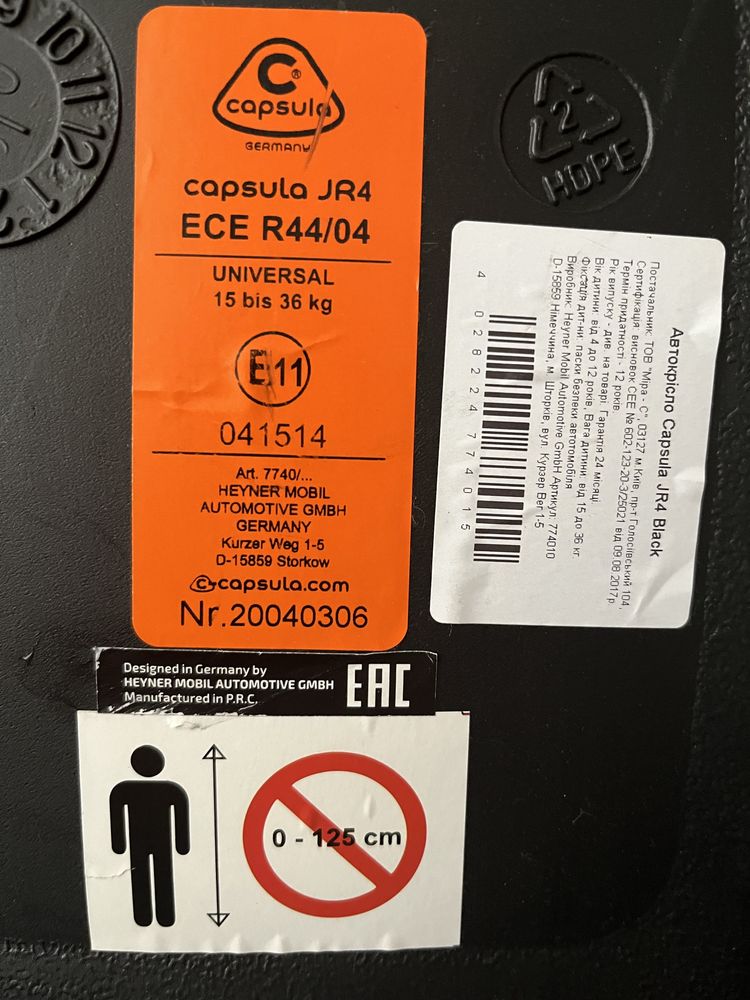 9 10 11 12 1
C®
capsula
GERMANY
capsula JR4
ECE R44/04
UNIVERSAL
15 bis 36 kg
E11
041514
Art. 7740/...
HEYNER MOBIL
AUTOMOTIVE GMBH
GERMANY
Kurzer Weg 1-5
D-15859 Storkow
C-capsula.com
Nr.20040306
2
HDPE
Автокрісло Capsula JR4 Black
Постачальник: ТОВ "Міра - С", 03127 м.Київ, пр-т Голосіївський 104,
Сертифікація: висновок СЕЕ № 602-123-20-3/25021 від 09.08.2017р.
Термін придатності - 12 років.
Рік випуску - див. на товарі. Гарантія 24 місяці.
Вік дитини: від 4 до 12 років, Вага дитини: від 15 до 36 кг
Фіксація дит-ни: паски безпеки автотомобіля
Виробник: Heyner Mobil Automotive GmbH Артикул: 774010
D-15859 Німеччина, м. Шторків, вул. Курзер Вег 1-5
4 028224 774015
Designed in Germany by
HEYNER MOBIL AUTOMOTIVE GMBH
Manufactured in P.R.C.
EAC
0 - 125 cm